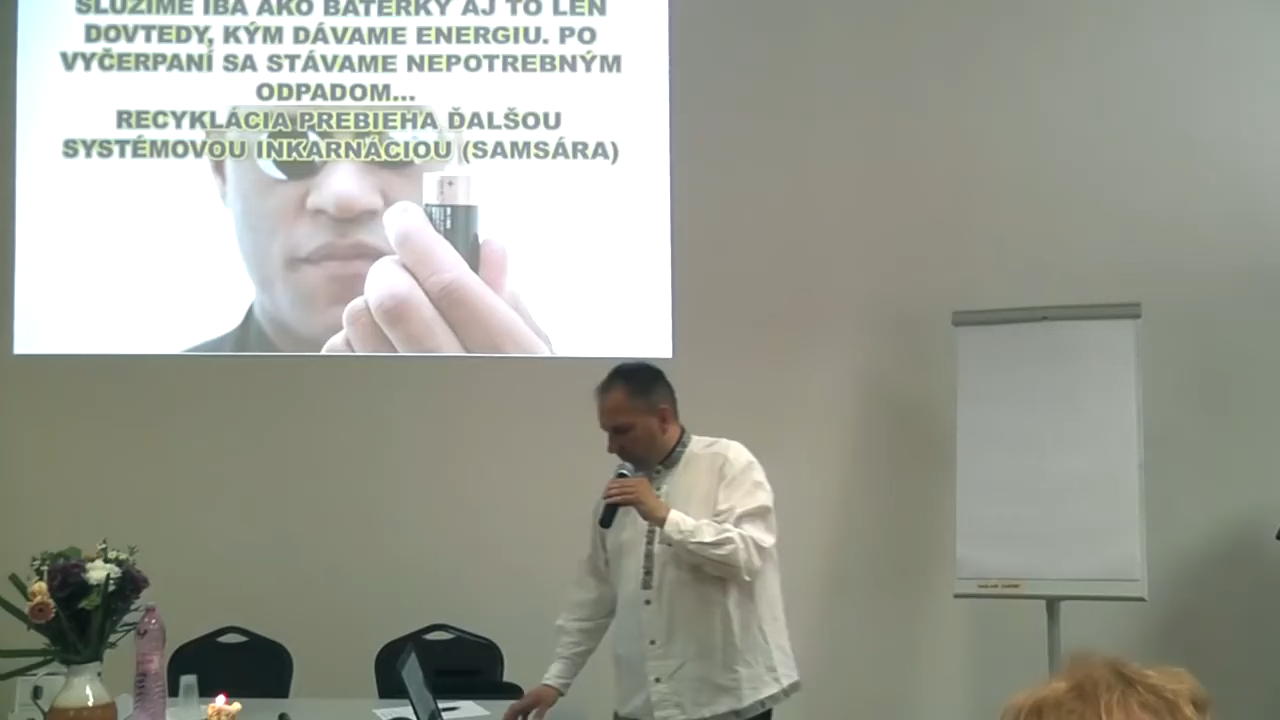 SLÚŽIME IBA AKO BATERKY AJ TO LEN
DOVTEDY, KÝM DÁVAME ENERGIU. PO
VYČERPANÍ SA STÁVAME NEPOTREBNÝM
ODPADOM...
RECYKLÁCIA PREBIEHA ĎALŠOU
SYSTÉMOVOU INKARNÁCIOU (SAMSÁRA)